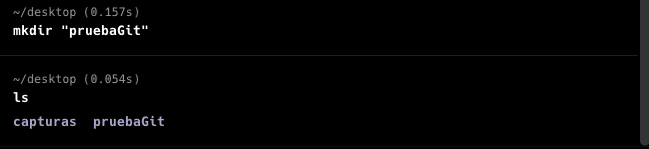 ~/desktop (0.157s)
mkdir "pruebaGit"
~/desktop (0.054s)
ls
capturas  pruebaGit